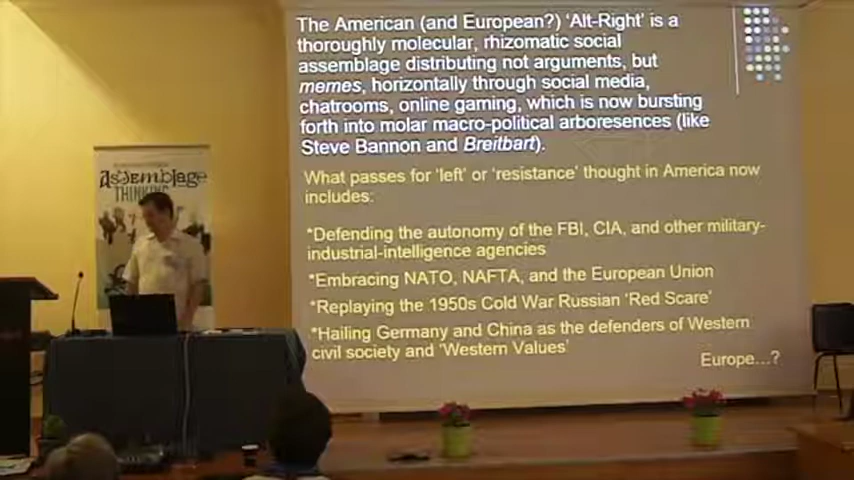 The American (and European?) ‘Alt-Right’ is a
thoroughly molecular, rhizomatic social
assemblage distributing not arguments, but
memes, horizontally through social media,
chatrooms, online gaming, which is now bursting
forth into molar macro-political arboresences (like
Steve Bannon and Breitbart).
What passes for ‘left’ or ‘resistance’ thought in America now
includes:
*Defending the autonomy of the FBI, CIA, and other military-
industrial-intelligence agencies
*Embracing NATO, NAFTA, and the European Union
*Replaying the 1950s Cold War Russian ‘Red Scare’
*Hailing Germany and China as the defenders of Western
civil society and ‘Western Values’
Europe…?
Assemblage
THINKING